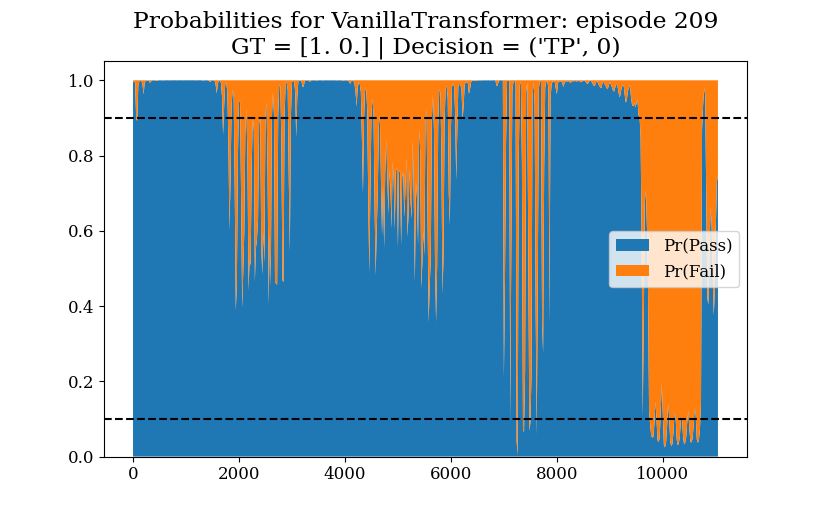 Probabilities for VanillaTransformer: episode 209
GT = [1. 0.] | Decision = ('TP', 0)
1.0
0.8
0.6
0.4
0.2
0.0
Pr(Pass)
Pr(Fail)
0 2000 4000 6000 8000 10000